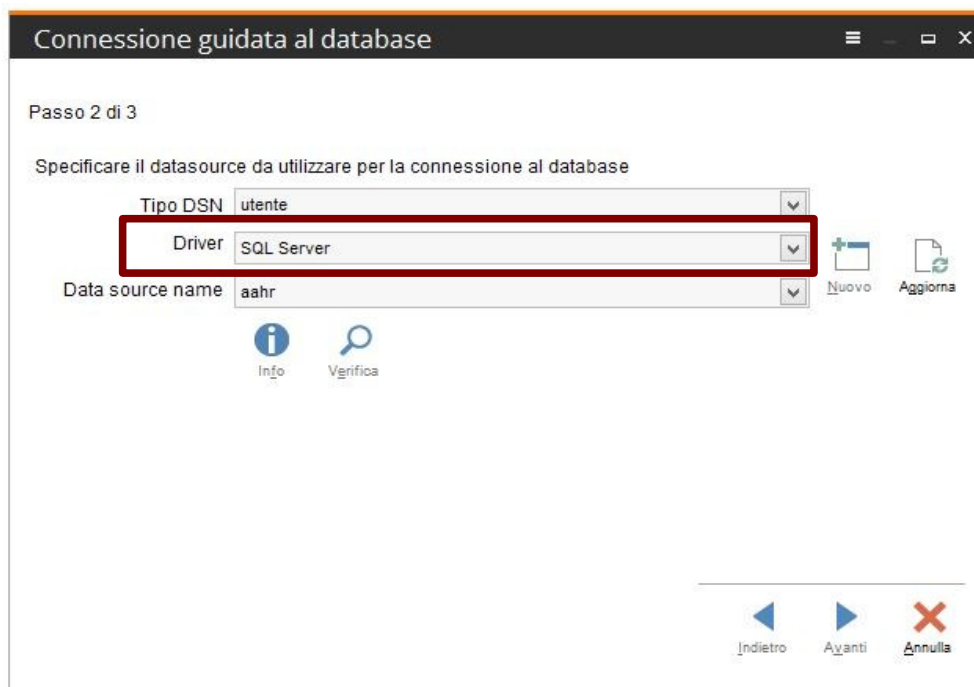 Connessione guidata al database
Passo 2 di 3
Specificare il datasource da utilizzare per la connessione al database
Tipo DSN utente
Driver SQL Server
Data source name aahr
Nuovo Aggiorna
Info Verifica
Indietro Avanti Annulla